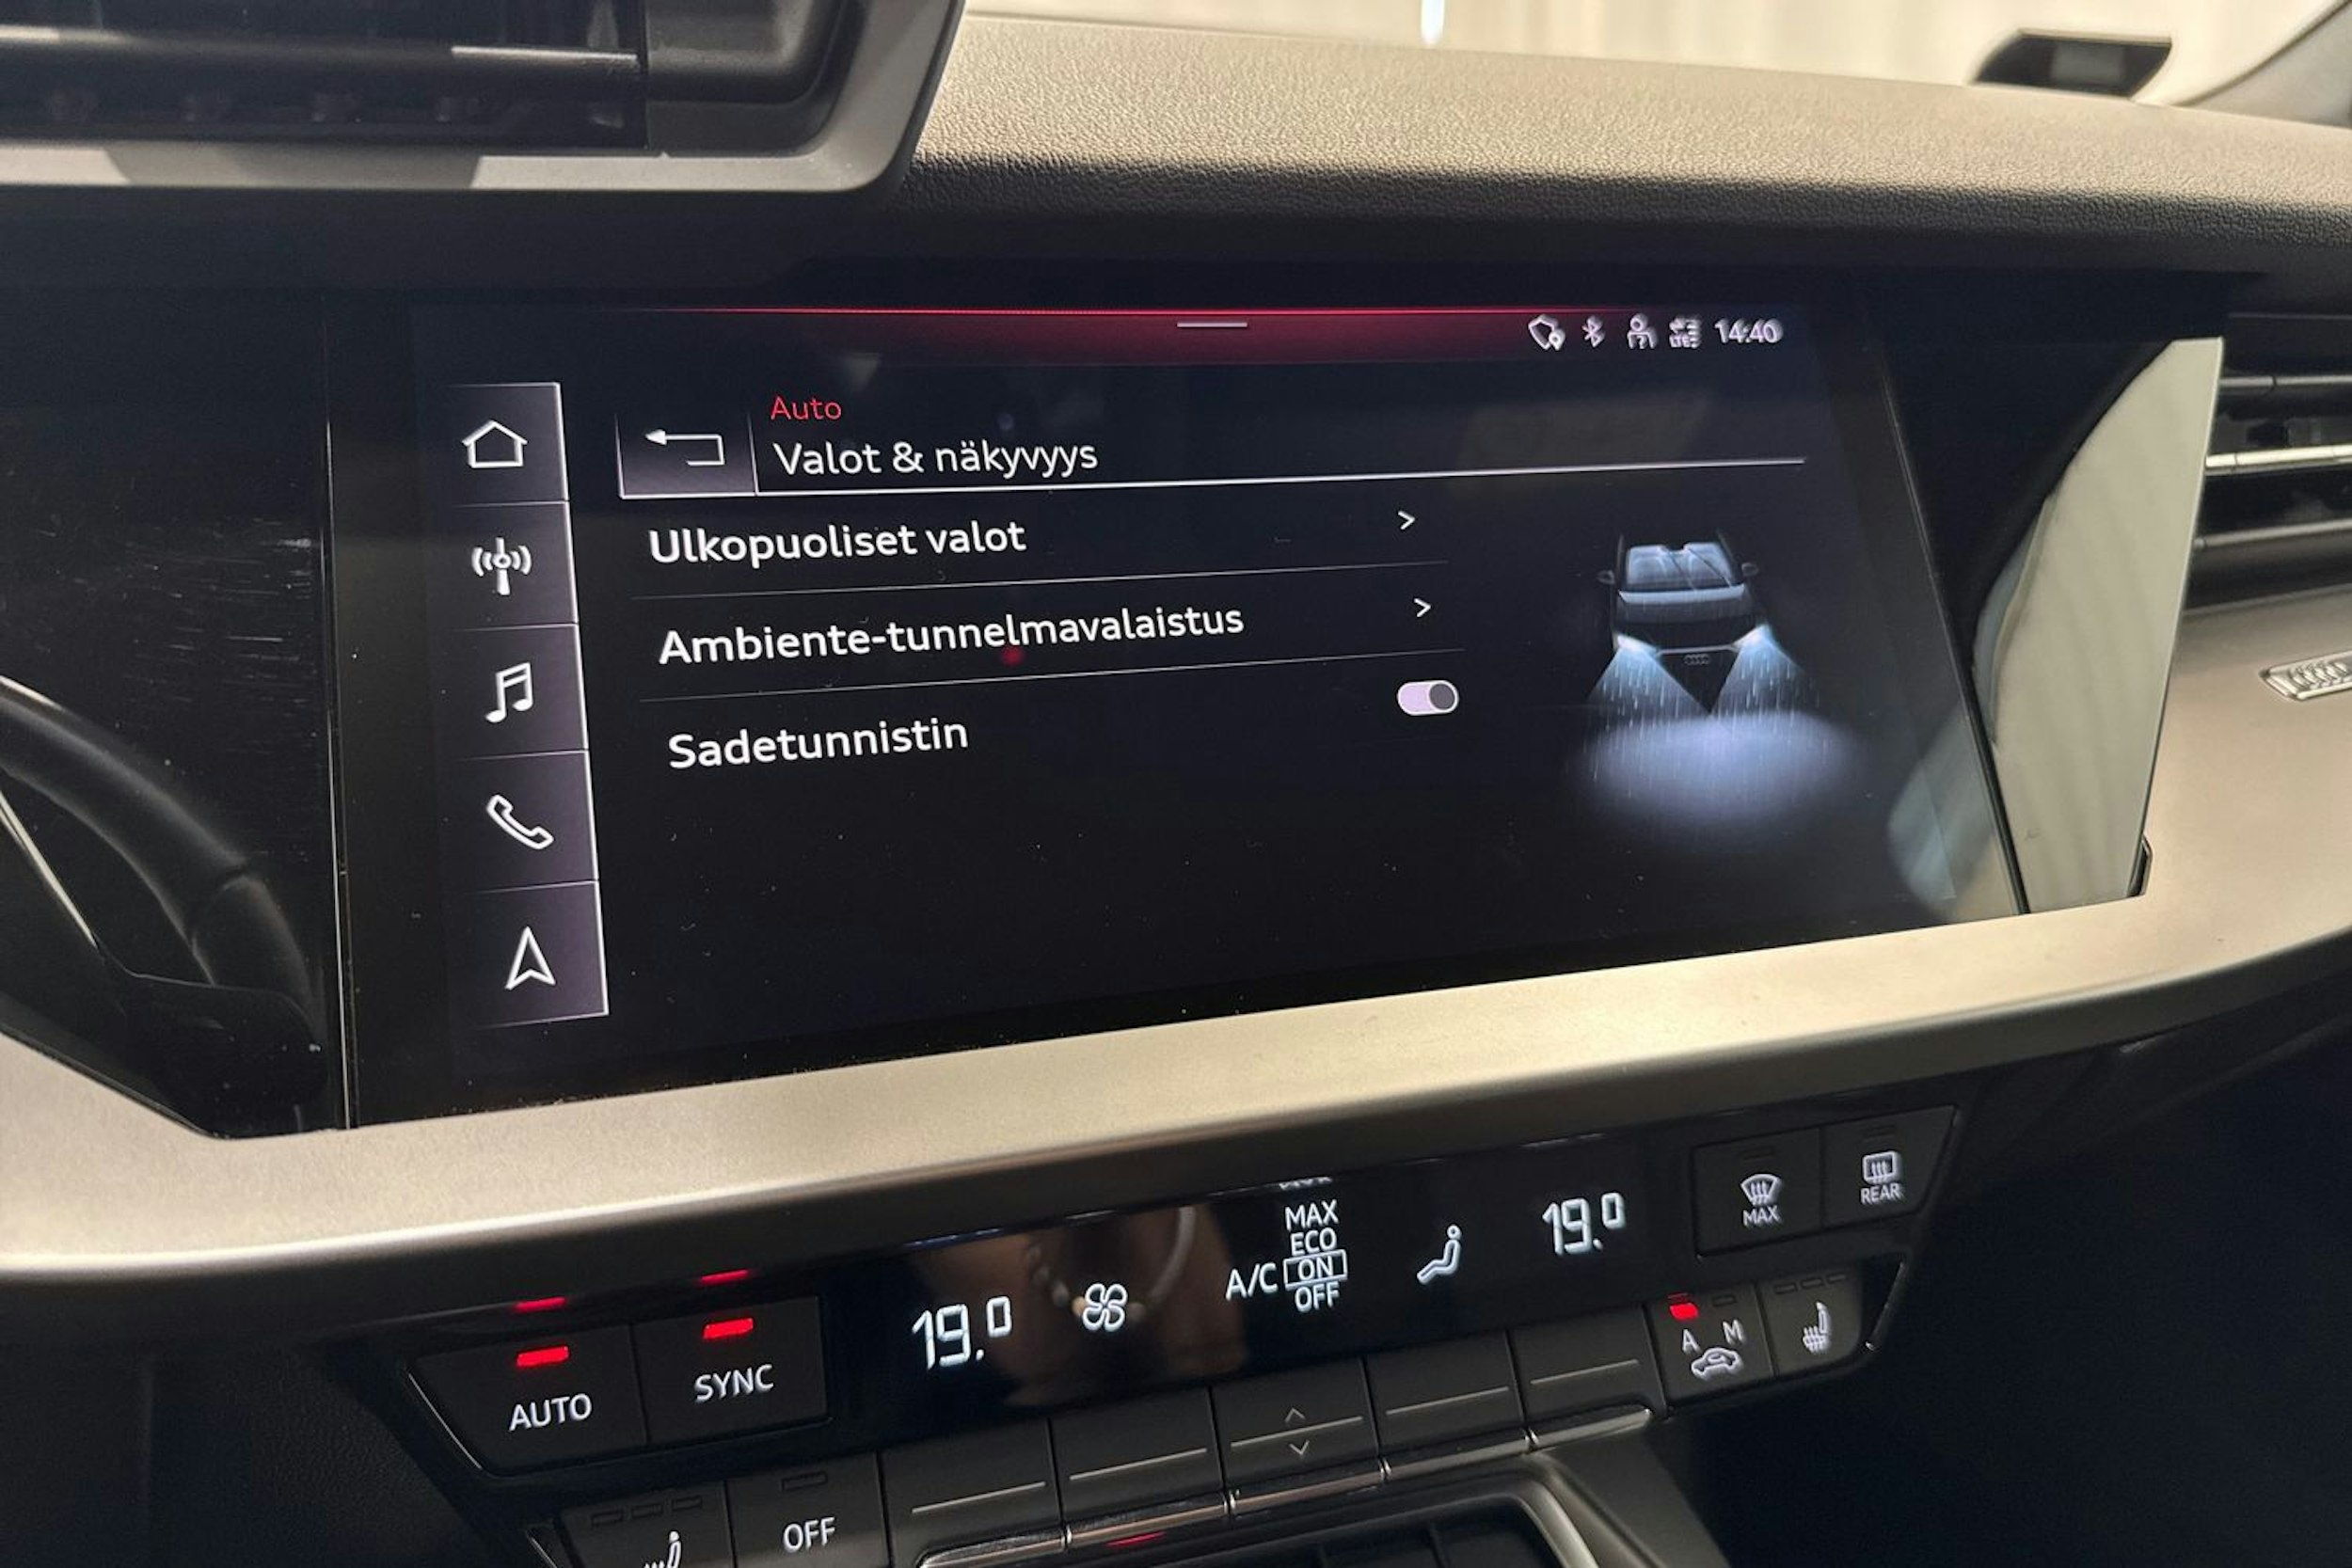 LTE
14:40
Auto
Valot & näkyvyys
Ulkopuoliset valot
Ambiente-tunnelmavalaistus
Sadetunnistin
MAX
ECO
A/C ON
OFF
19.0
19.0
MAX
REAR
AUTO
SYNC
A M
OFF